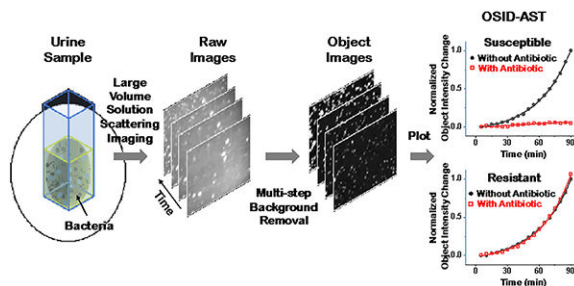 OSID-AST
Urine
Sample
Bacteria
Large
Volume
Solution
Scattering
Imaging
Raw
Images
Time
Multi-step
Background
Removal
Object
Images
Plot
Susceptible
Without Antibiotic
With Antibiotic
Normalized
Object Intensity Change
1.0
0.5
0.0
0 30 60 90
Time (min)
Resistant
Without Antibiotic
With Antibiotic
Normalized
Object Intensity Change
1.0
0.5
0.0
0 30 60 90
Time (min)